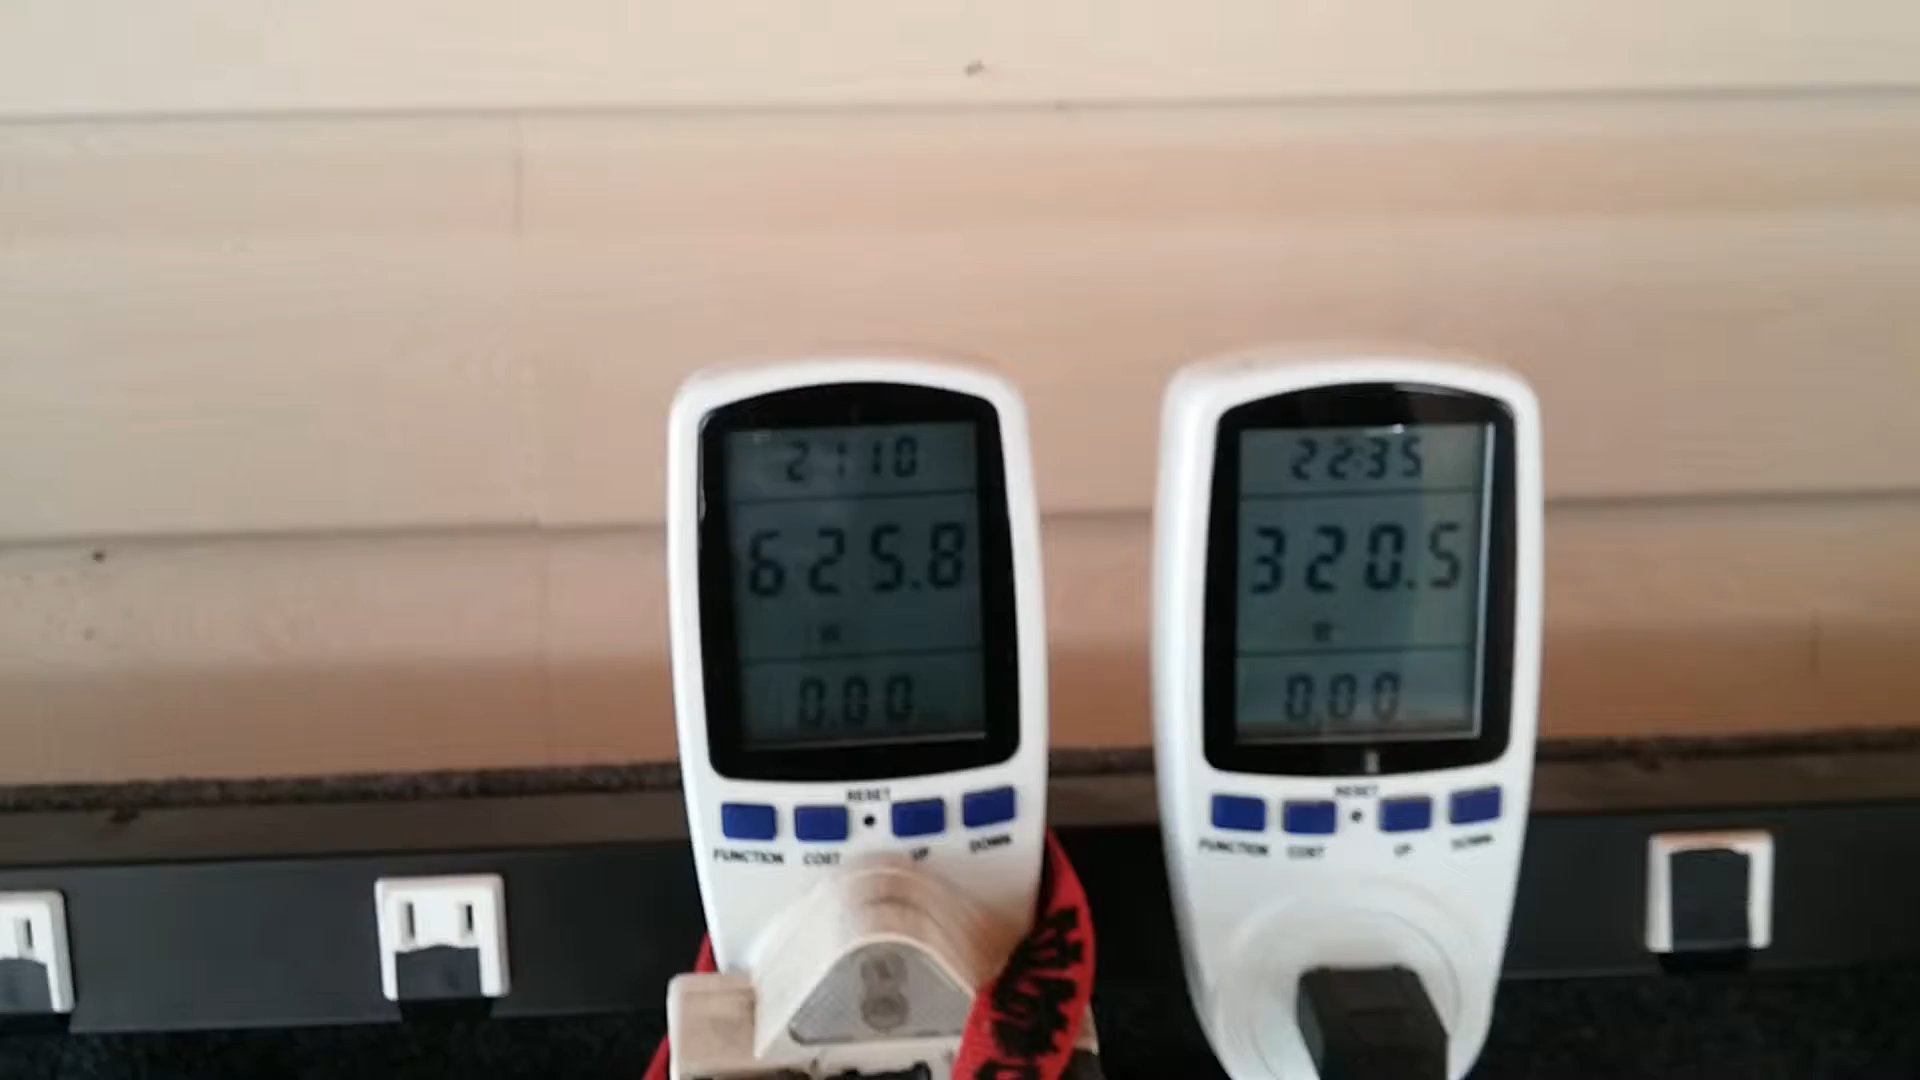 21:10
625.8
W
0.00
RESET
FUNCTION COST UP DOWN
22:35
320.5
W
0.00
RESET
FUNCTION COST UP DOWN